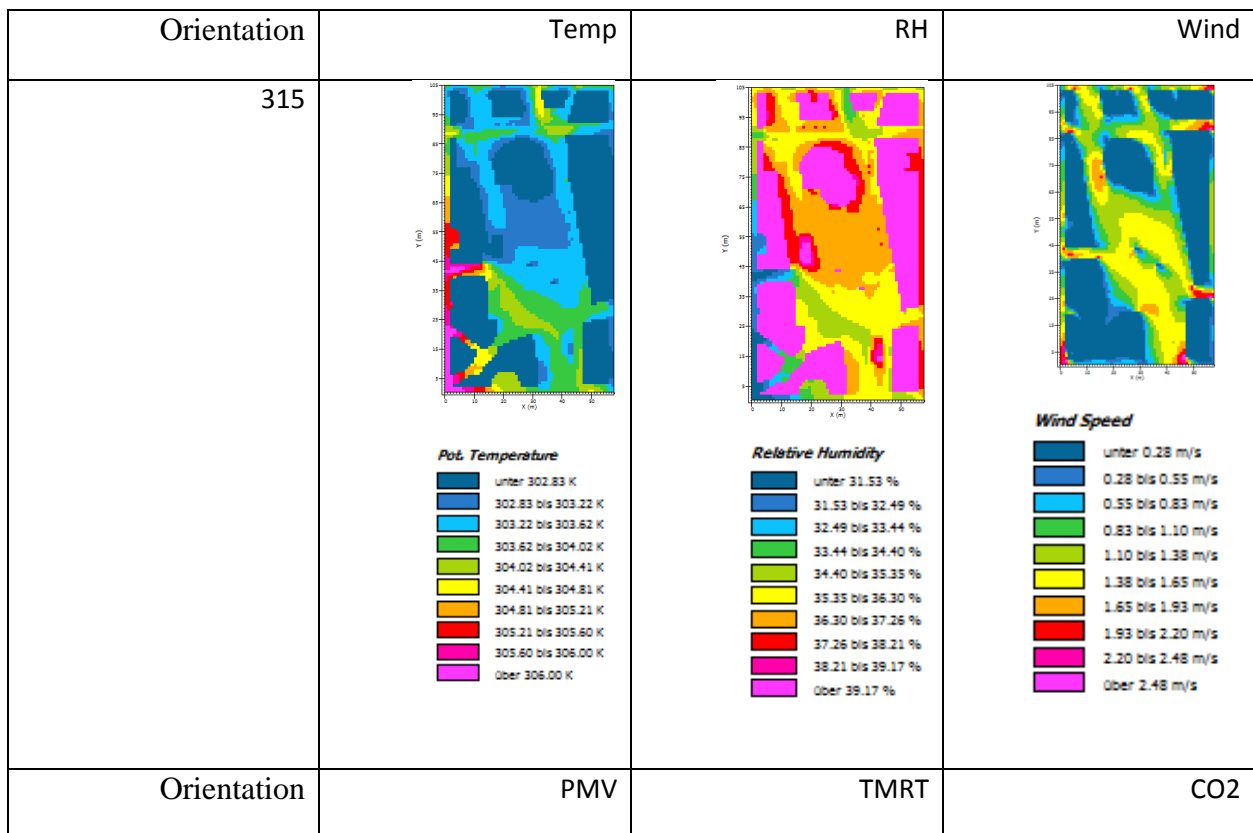 Orientation Temp RH Wind
315
Y (m)
X (m)
Y (m)
X (m)
Y (m)
X (m)
Pot. Temperature
unter 302.83 K
302.83 bis 303.22 K
303.22 bis 303.62 K
303.62 bis 304.02 K
304.02 bis 304.41 K
304.41 bis 304.81 K
304.81 bis 305.21 K
305.21 bis 305.60 K
305.60 bis 306.00 K
über 306.00 K
Relative Humidity
unter 31.53 %
31.53 bis 32.49 %
32.49 bis 33.44 %
33.44 bis 34.40 %
34.40 bis 35.35 %
35.35 bis 36.30 %
36.30 bis 37.26 %
37.26 bis 38.21 %
38.21 bis 39.17 %
über 39.17 %
Wind Speed
unter 0.28 m/s
0.28 bis 0.55 m/s
0.55 bis 0.83 m/s
0.83 bis 1.10 m/s
1.10 bis 1.38 m/s
1.38 bis 1.65 m/s
1.65 bis 1.93 m/s
1.93 bis 2.20 m/s
2.20 bis 2.48 m/s
über 2.48 m/s
Orientation PMV TMRT CO2